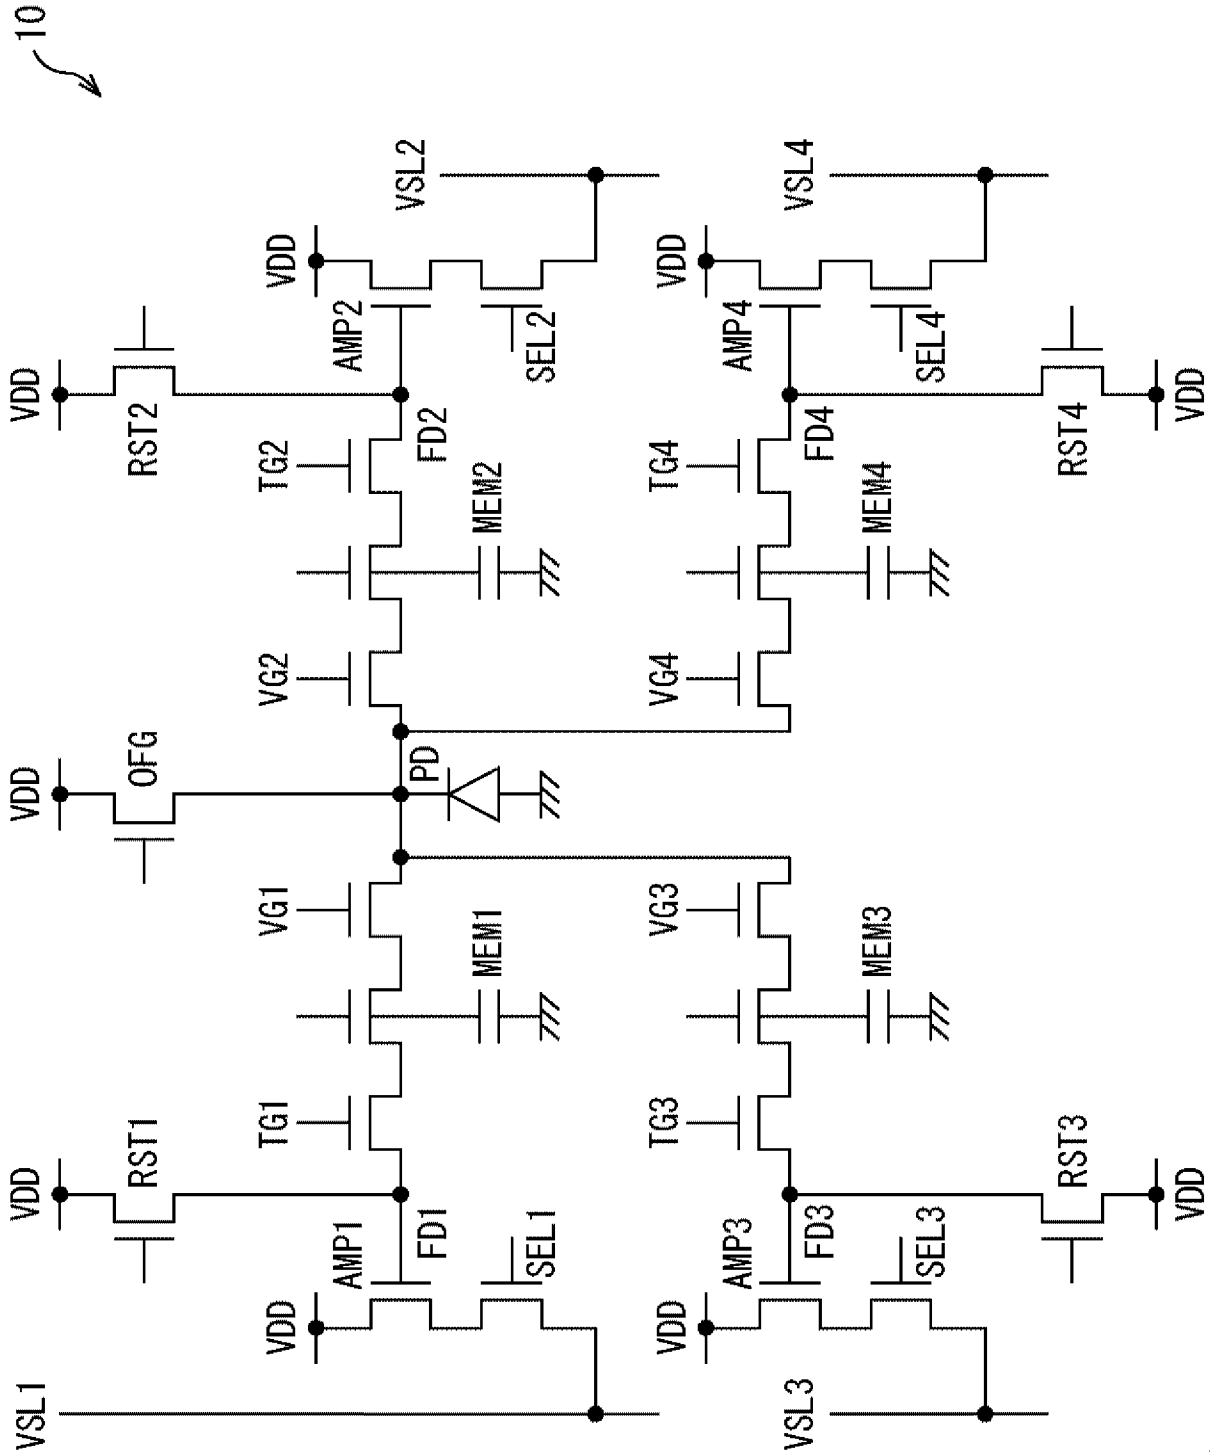 10
VDD
RST1
VDD
OFG
VDD
RST2
VSL1
VDD
AMP1
TG1
VG1
VG2
TG2
AMP2
VDD
VSL2
FD1
PD
FD2
SEL1
MEM1
MEM2
SEL2
VSL3
VDD
AMP3
TG3
VG3
VG4
TG4
AMP4
VDD
VSL4
FD3
FD4
SEL3
MEM3
MEM4
SEL4
RST3
RST4
VDD
VDD